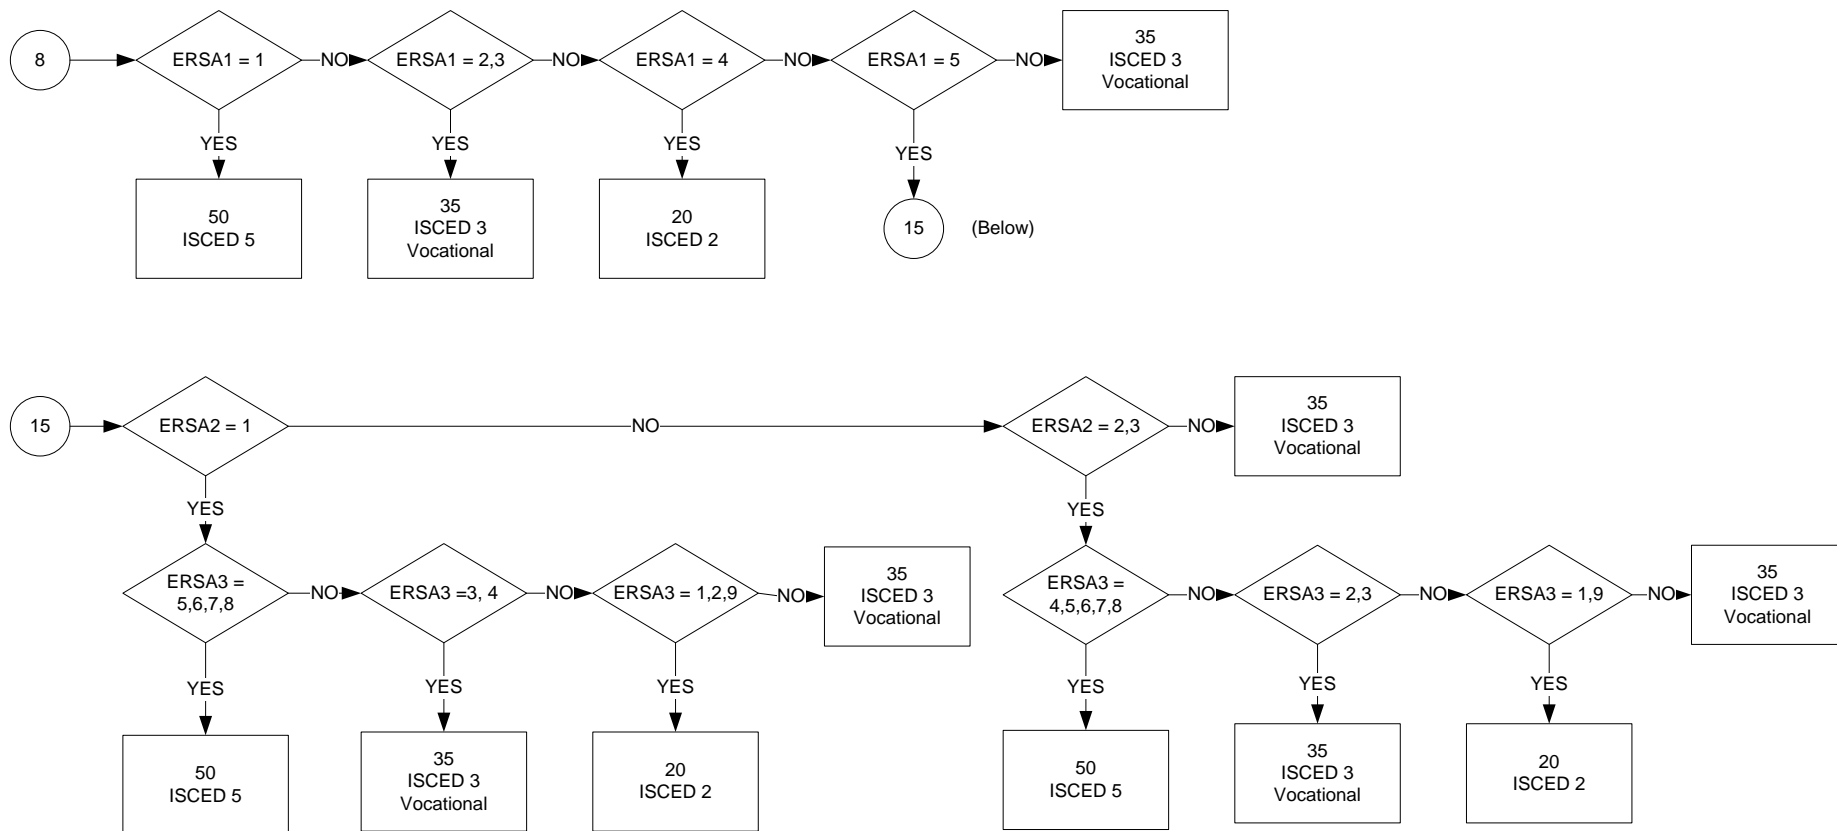 8
ERSA1 = 1
NO
ERSA1 = 2,3
NO
ERSA1 = 4
NO
ERSA1 = 5
NO
35
ISCED 3
Vocational
YES
YES
YES
YES
50
ISCED 5
35
ISCED 3
Vocational
20
ISCED 2
15
(Below)
15
ERSA2 = 1
NO
ERSA2 = 2,3
NO
35
ISCED 3
Vocational
YES
YES
ERSA3 =
5,6,7,8
NO
ERSA3 =3, 4
NO
ERSA3 = 1,2,9
NO
35
ISCED 3
Vocational
ERSA3 =
4,5,6,7,8
NO
ERSA3 = 2,3
NO
ERSA3 = 1,9
NO
35
ISCED 3
Vocational
YES
YES
YES
YES
YES
YES
50
ISCED 5
35
ISCED 3
Vocational
20
ISCED 2
50
ISCED 5
35
ISCED 3
Vocational
20
ISCED 2